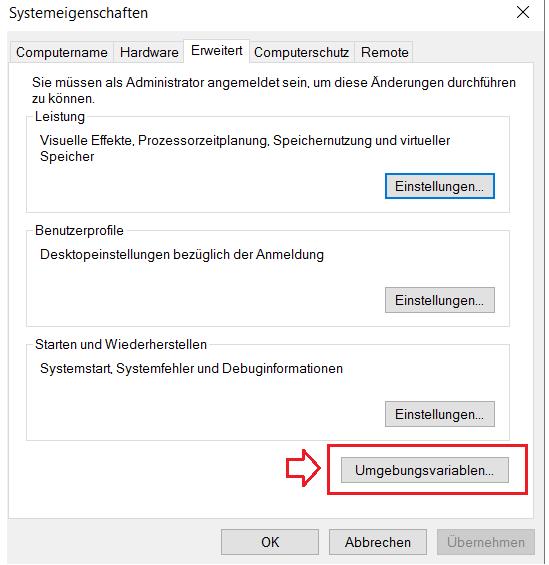 Systemeigenschaften
Computername Hardware Erweitert Computerschutz Remote
Sie müssen als Administrator angemeldet sein, um diese Änderungen durchführen
zu können.
Leistung
Visuelle Effekte, Prozessorzeitplanung, Speichernutzung und virtueller
Speicher
Einstellungen...
Benutzerprofile
Desktopeinstellungen bezüglich der Anmeldung
Einstellungen...
Starten und Wiederherstellen
Systemstart, Systemfehler und Debuginformationen
Einstellungen...
Umgebungsvariablen...
OK Abbrechen Übernehmen